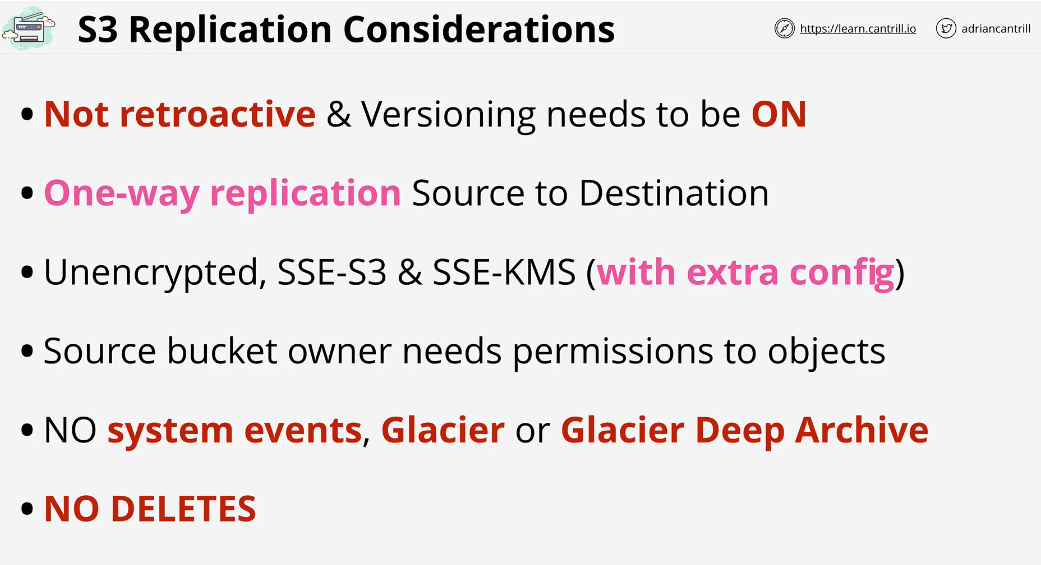 S3 Replication Considerations
https://learn.cantrill.io
adriancantrill
• Not retroactive & Versioning needs to be ON
• One-way replication Source to Destination
• Unencrypted, SSE-S3 & SSE-KMS (with extra config)
• Source bucket owner needs permissions to objects
• NO system events, Glacier or Glacier Deep Archive
• NO DELETES